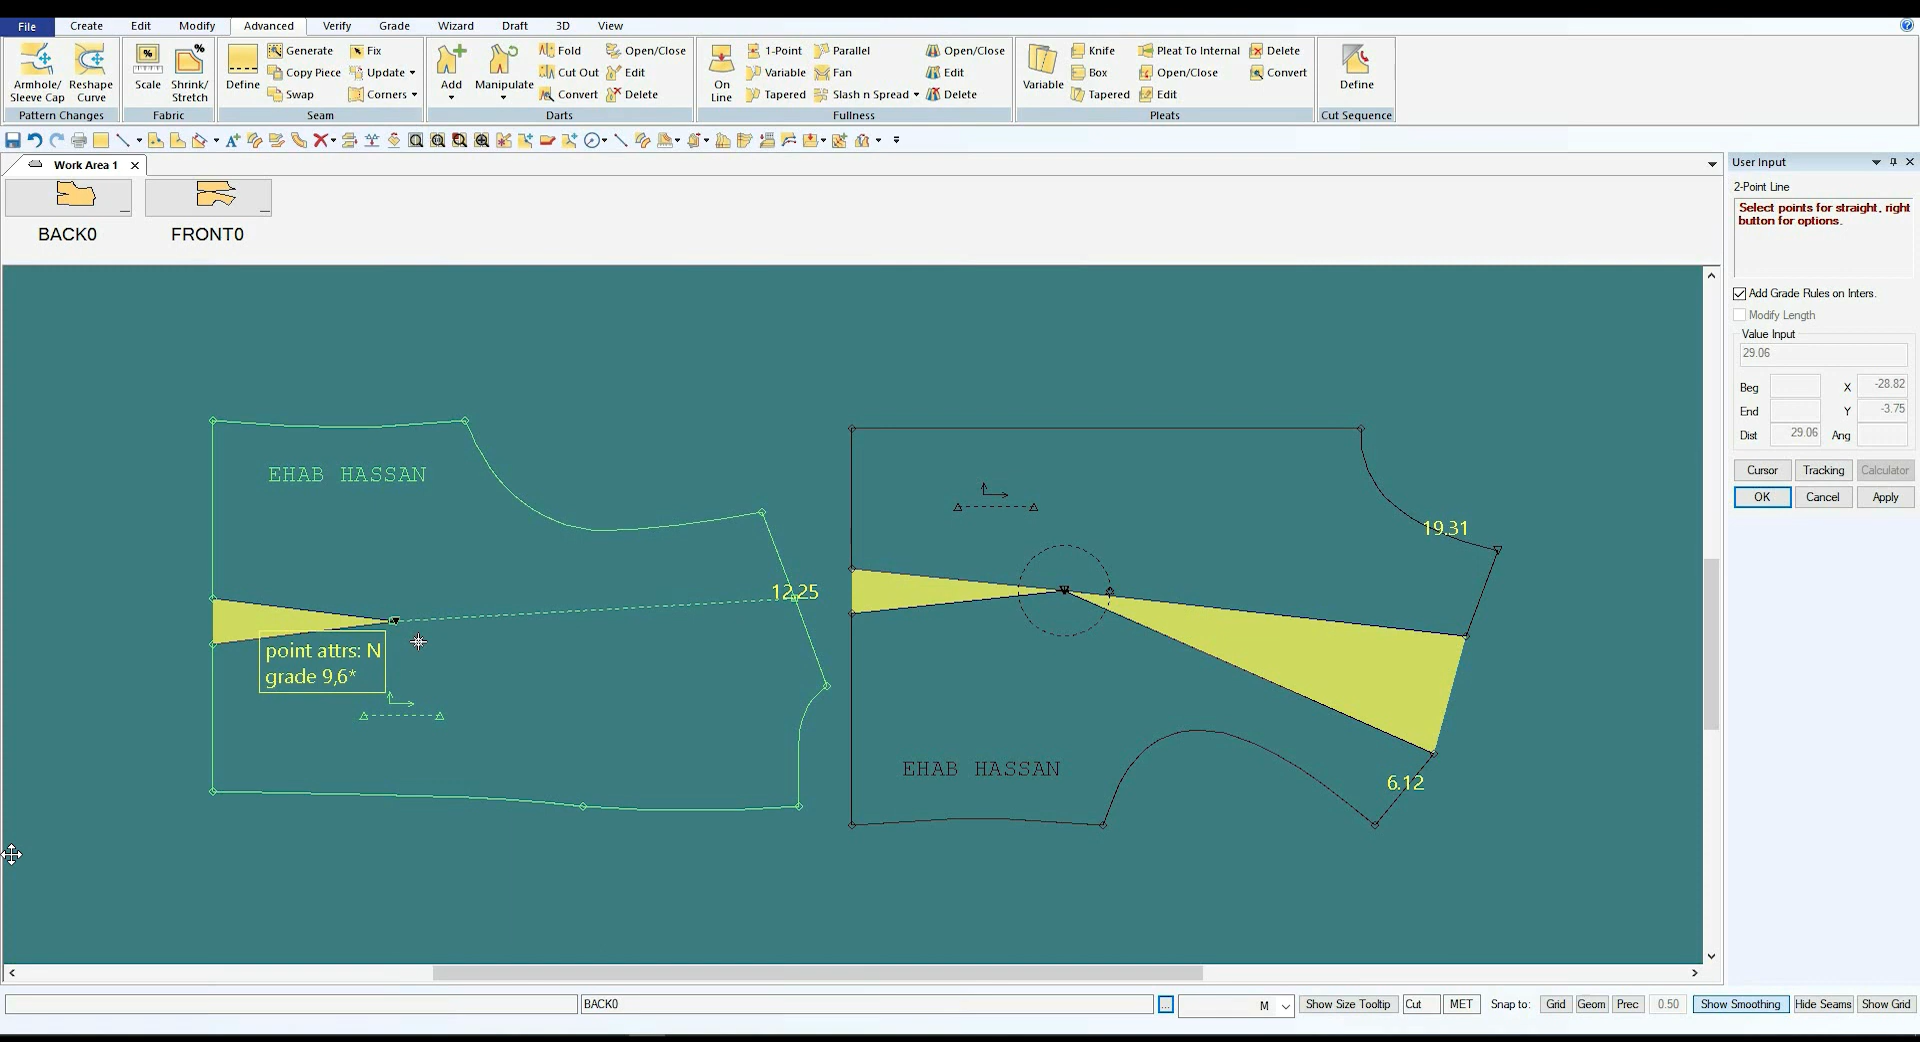 File Create Edit Modify Advanced Verify Grade Wizard Draft 3D View
Armhole/ Sleeve Cap
Reshape Curve
Pattern Changes
Scale
Shrink/ Stretch
Fabric
Define
Generate
Copy Piece
Swap
Fix
Update
Corners
Seam
Add
Manipulate
Fold
Cut Out
Convert
Open/Close
Edit
Delete
Darts
On Line
1-Point
Variable
Tapered
Parallel
Fan
Slash n Spread
Open/Close
Edit
Delete
Fullness
Variable
Knife
Box
Tapered
Pleat To Internal
Open/Close
Edit
Delete
Convert
Pleats
Define
Cut Sequence
Work Area 1
BACK0
FRONT0
User Input
2-Point Line
Select points for straight, right
button for options.
Add Grade Rules on Inters.
Modify Length
Value Input
29.06
Beg X -28.82
End Y -3.75
Dist 29.06 Ang
Cursor Tracking Calculator
OK Cancel Apply
EHAB HASSAN
12.25
point attrs: N
grade 9,6*
19.31
EHAB HASSAN
6.12
BACK0 ... M Show Size Tooltip Cut MET Snap to: Grid Geom Prec 0.50 Show Smoothing Hide Seams Show Grid